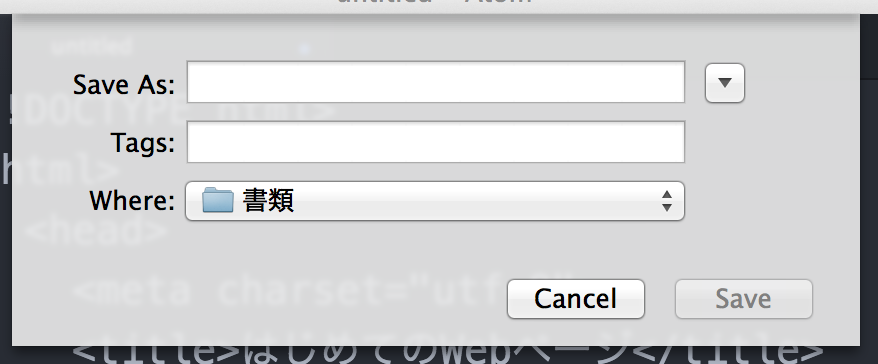 untitled - Atom
untitled
Save As:
!DOCTYPE html>
Tags:
html>
Where: 書類
<head>
<meta charset="utf-8"
Cancel Save
<title>はじめてのWebページ</title>